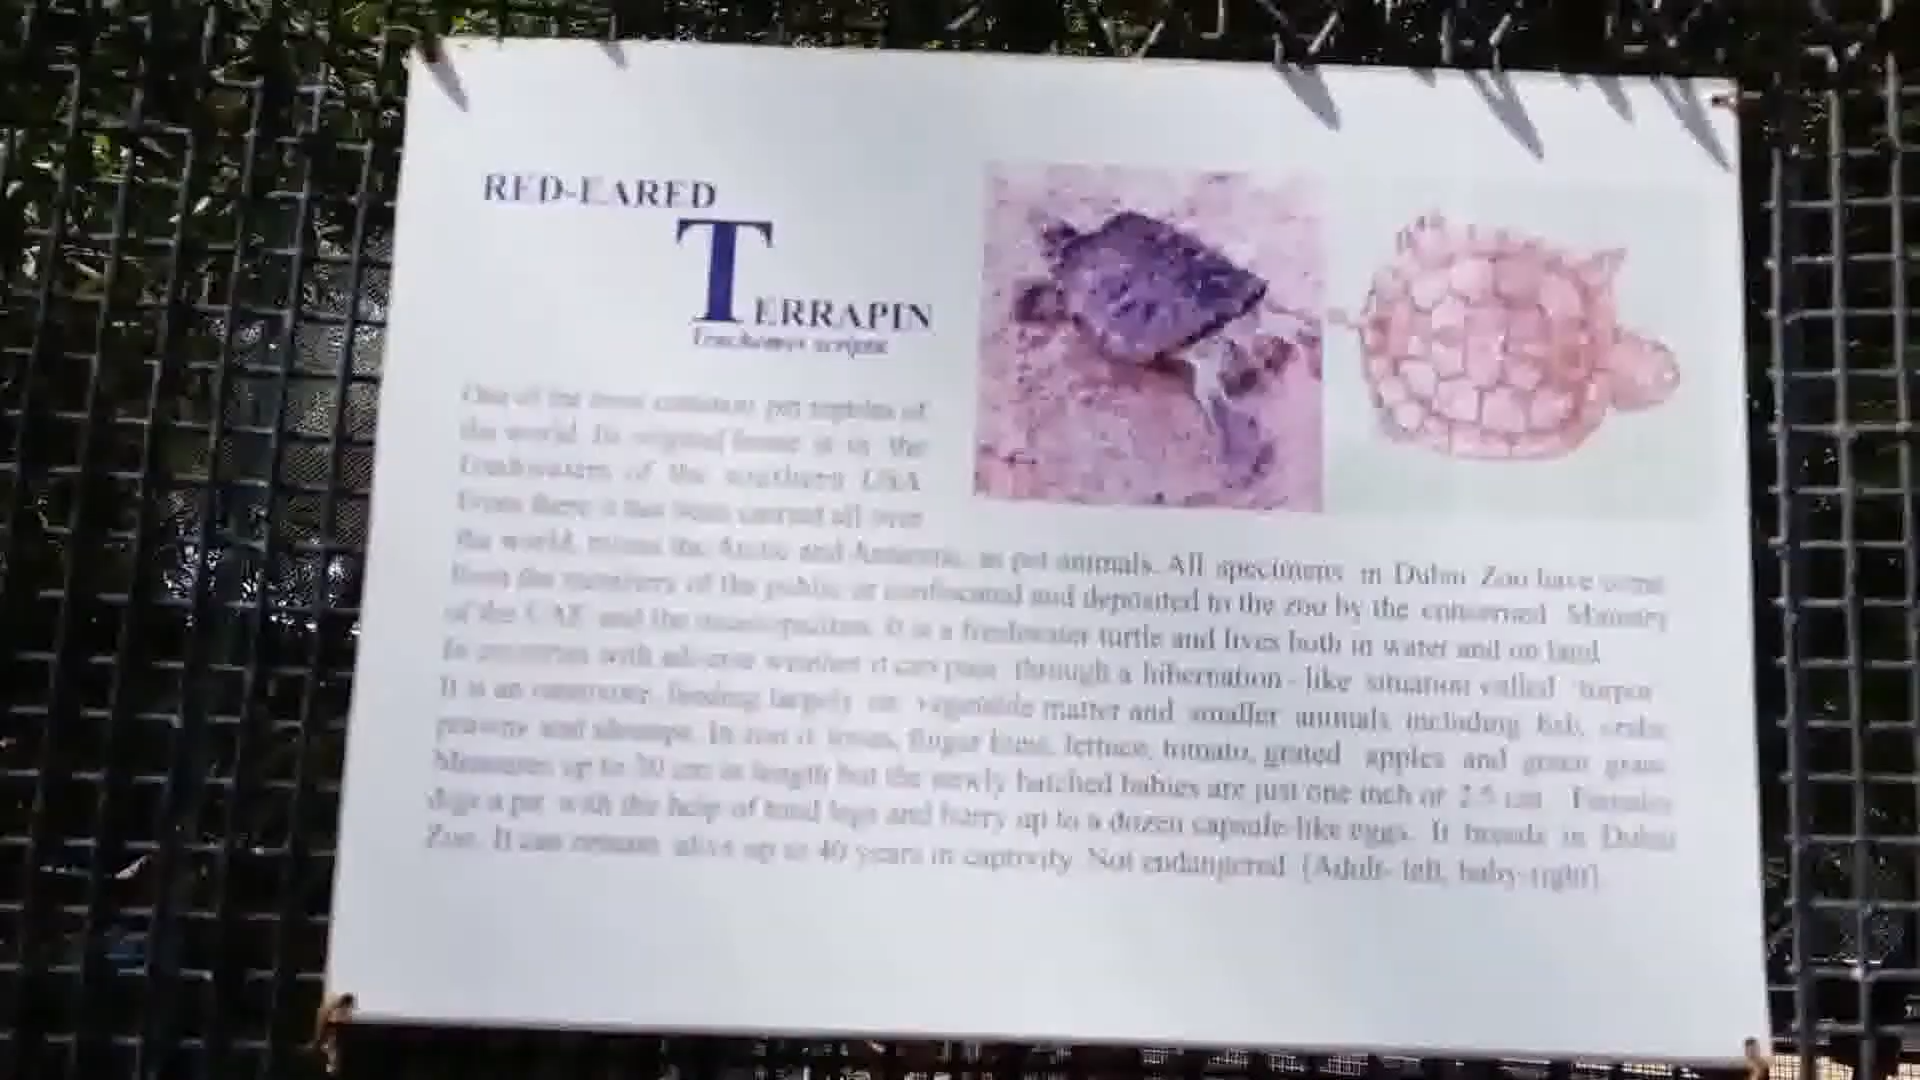 RED-EARED
TERRAPIN
Trachemys scripta
One of the most common pet reptiles of
the world. Its original home is in the
freshwaters of the southern USA
From there it has been carried all over
the world, minus the Arctic and Antarctic, as pet animals. All specimens in Dubai Zoo have come
from the members of the public or confiscated and deposited to the zoo by the concerned Ministry
of the UAE and the municipalities. It is a freshwater turtle and lives both in water and on land
In countries with adverse weather it can pass through a hibernation-like situation called 'torpor'
It is an omnivore, feeding largely on vegetable matter and smaller animals including fish, crabs
prawns and shrimps. In zoo it loves, finger lime, lettuce, tomato, grated apples and green grass
Measures up to 30 cm in length but the newly hatched babies are just one inch or 2.5 cm Females
digs a pit with the help of hind legs and burry up to a dozen capsule-like eggs. It breeds in Dubai
Zoo. It can remain alive up to 40 years in captivity Not endangered [Adult- left, baby-right]